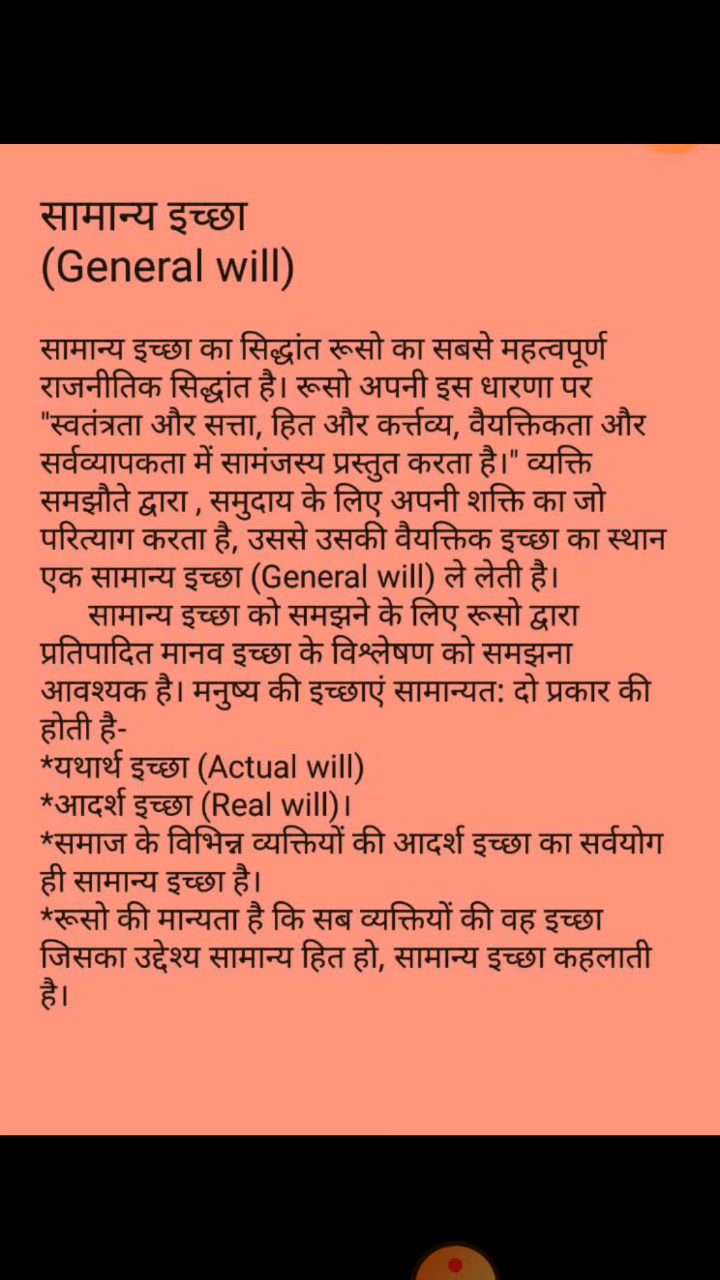 सामान्य इच्छा
(General will)
सामान्य इच्छा का सिद्धांत रूसो का सबसे महत्वपूर्ण
राजनीतिक सिद्धांत है। रूसो अपनी इस धारणा पर
"स्वतंत्रता और सत्ता, हित और कर्त्तव्य, वैयक्तिकता और
सर्वव्यापकता में सामंजस्य प्रस्तुत करता है।" व्यक्ति
समझौते द्वारा , समुदाय के लिए अपनी शक्ति का जो
परित्याग करता है, उससे उसकी वैयक्तिक इच्छा का स्थान
एक सामान्य इच्छा (General will) ले लेती है।
सामान्य इच्छा को समझने के लिए रूसो द्वारा
प्रतिपादित मानव इच्छा के विश्लेषण को समझना
आवश्यक है। मनुष्य की इच्छाएं सामान्यत: दो प्रकार की
होती है-
*यथार्थ इच्छा (Actual will)
*आदर्श इच्छा (Real will)।
*समाज के विभिन्न व्यक्तियों की आदर्श इच्छा का सर्वयोग
ही सामान्य इच्छा है।
*रूसो की मान्यता है कि सब व्यक्तियों की वह इच्छा
जिसका उद्देश्य सामान्य हित हो, सामान्य इच्छा कहलाती
है।